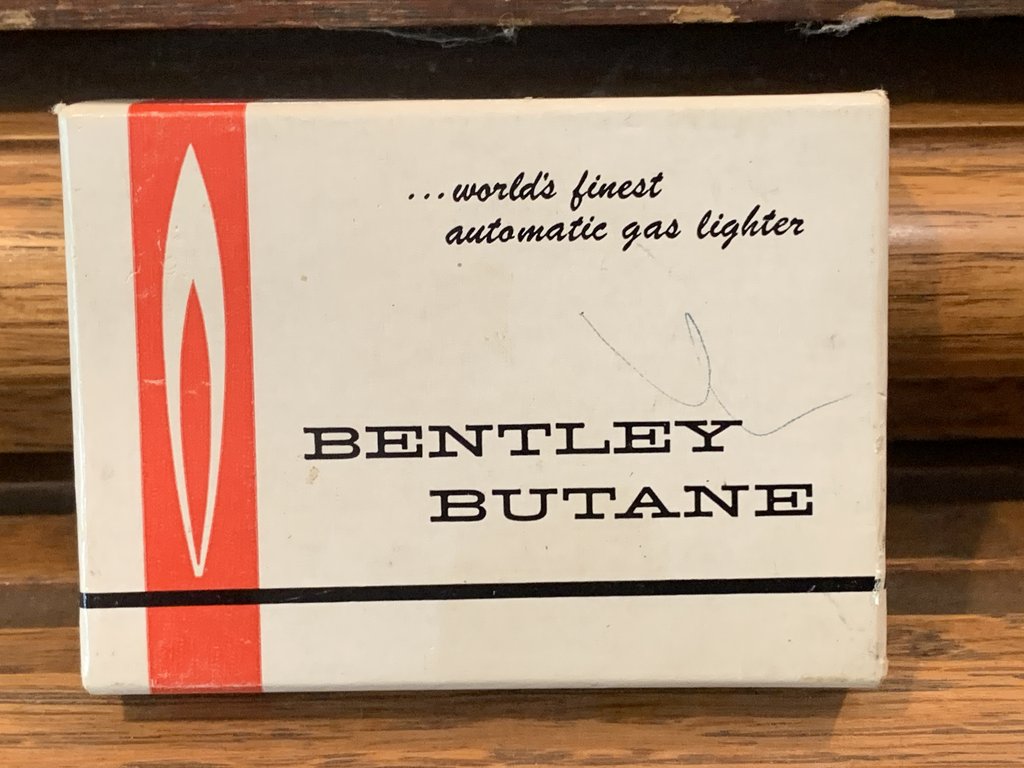 ...world's finest
automatic gas lighter
BENTLEY
BUTANE